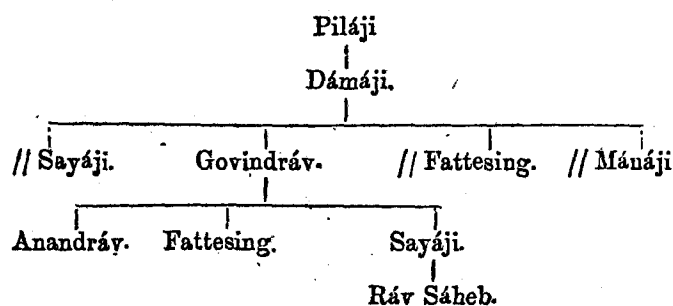 Piláji
Dámáji.
// Sayáji. Govindráv. // Fattesing. // Mánáji
Anandráv. Fattesing. Sayáji.
Ráv Sáheb.